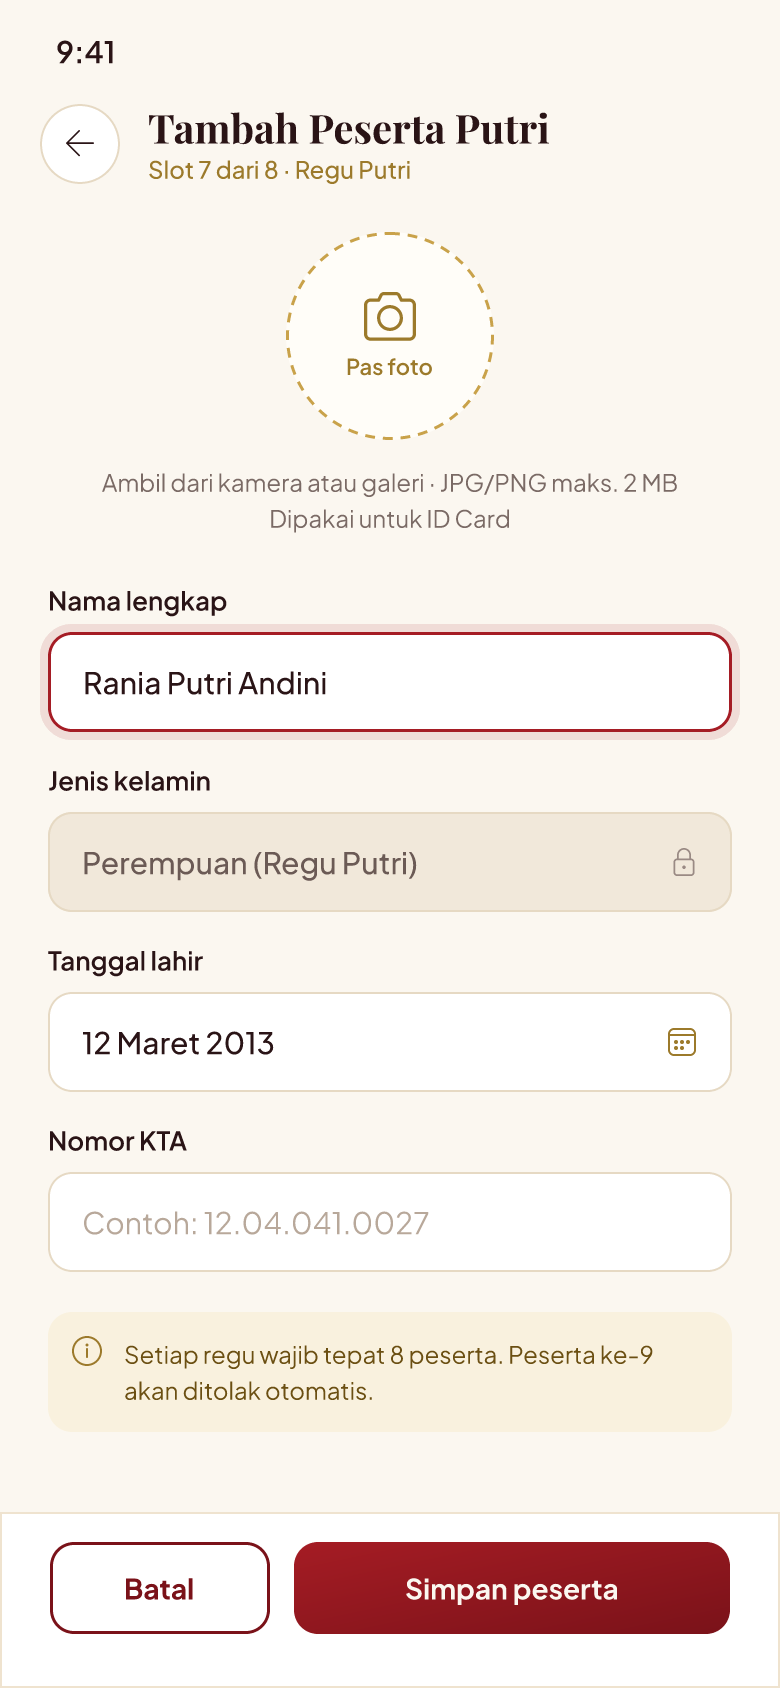 9:41
Tambah Peserta Putri
Slot 7 dari 8 · Regu Putri
Pas foto
Ambil dari kamera atau galeri · JPG/PNG maks. 2 MB
Dipakai untuk ID Card
Nama lengkap
Rania Putri Andini
Jenis kelamin
Perempuan (Regu Putri)
Tanggal lahir
12 Maret 2013
Nomor KTA
Contoh: 12.04.041.0027
Setiap regu wajib tepat 8 peserta. Peserta ke-9
akan ditolak otomatis.
Batal
Simpan peserta